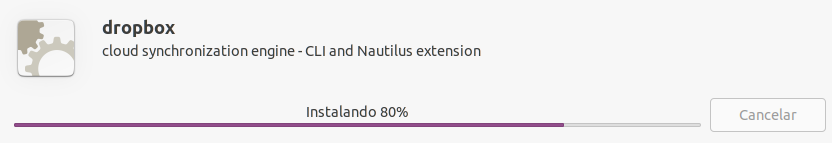 dropbox
cloud synchronization engine - CLI and Nautilus extension
Instalando 80%
Cancelar